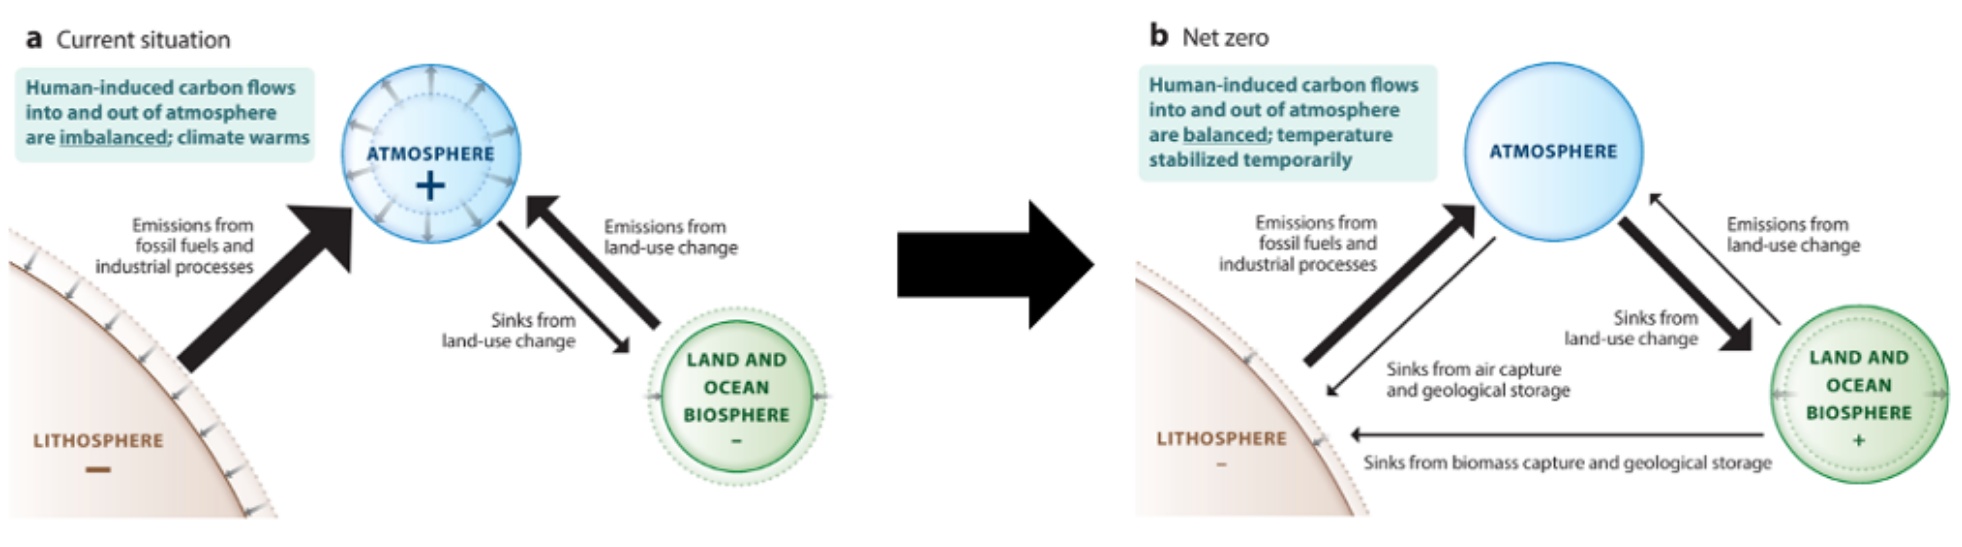 a Current situation
Human-induced carbon flows
into and out of atmosphere
are imbalanced; climate warms
ATMOSPHERE
+
Emissions from
fossil fuels and
industrial processes
Emissions from
land-use change
Sinks from
land-use change
LAND AND
OCEAN
BIOSPHERE
–
LITHOSPHERE
–
b Net zero
Human-induced carbon flows
into and out of atmosphere
are balanced; temperature
stabilized temporarily
ATMOSPHERE
Emissions from
fossil fuels and
industrial processes
Emissions from
land-use change
Sinks from
land-use change
Sinks from air capture
and geological storage
LAND AND
OCEAN
BIOSPHERE
+
LITHOSPHERE
–
Sinks from biomass capture and geological storage